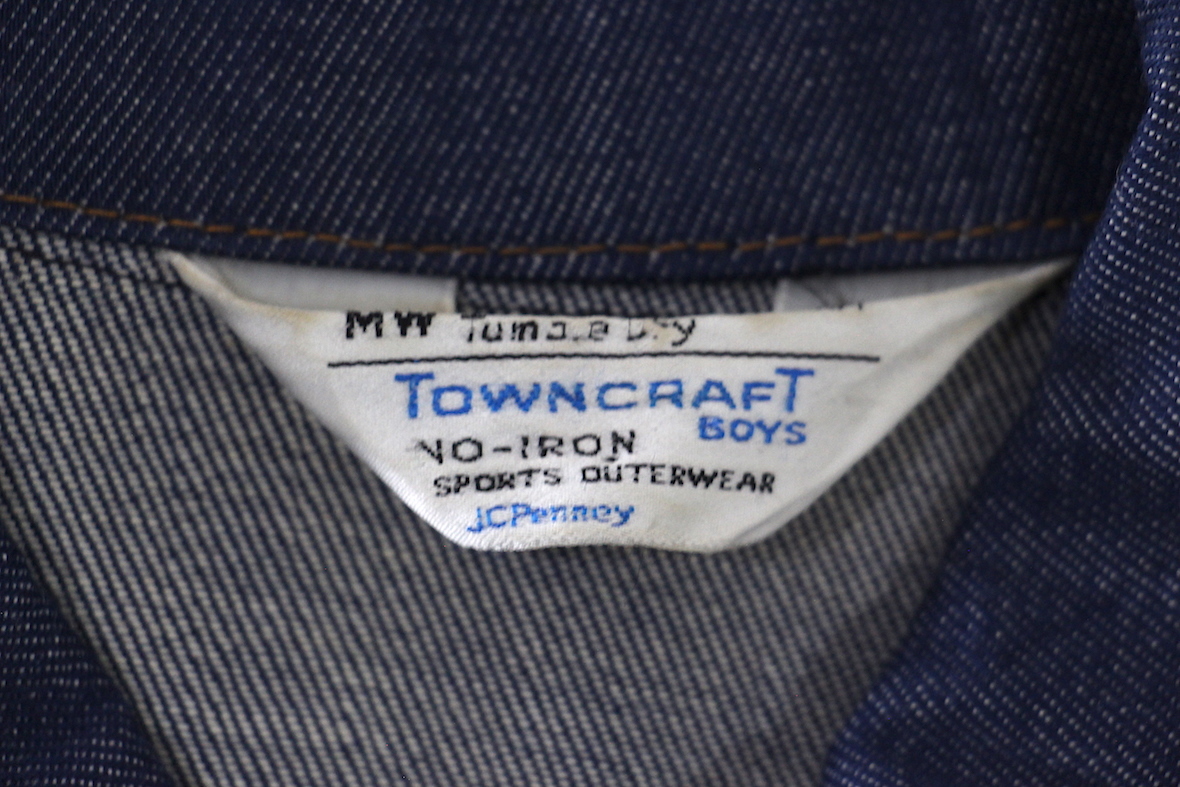 MW Tumble Dry
TOWNCRAFT
BOYS
NO-IRON
SPORTS OUTERWEAR
JCPenney